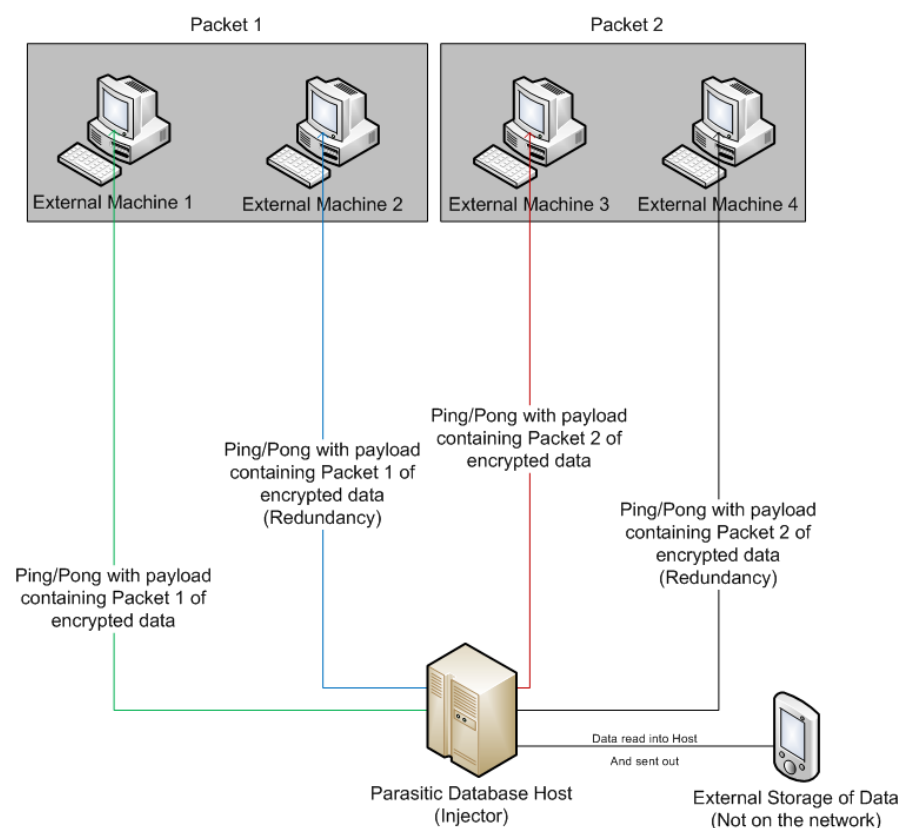 Packet 1
Packet 2
External Machine 1
External Machine 2
External Machine 3
External Machine 4
Ping/Pong with payload
containing Packet 2 of
encrypted data
Ping/Pong with payload
containing Packet 1 of
encrypted data
(Redundancy)
Ping/Pong with payload
containing Packet 2 of
encrypted data
(Redundancy)
Ping/Pong with payload
containing Packet 1 of
encrypted data
Data read into Host
And sent out
Parasitic Database Host
(Injector)
External Storage of Data
(Not on the network)